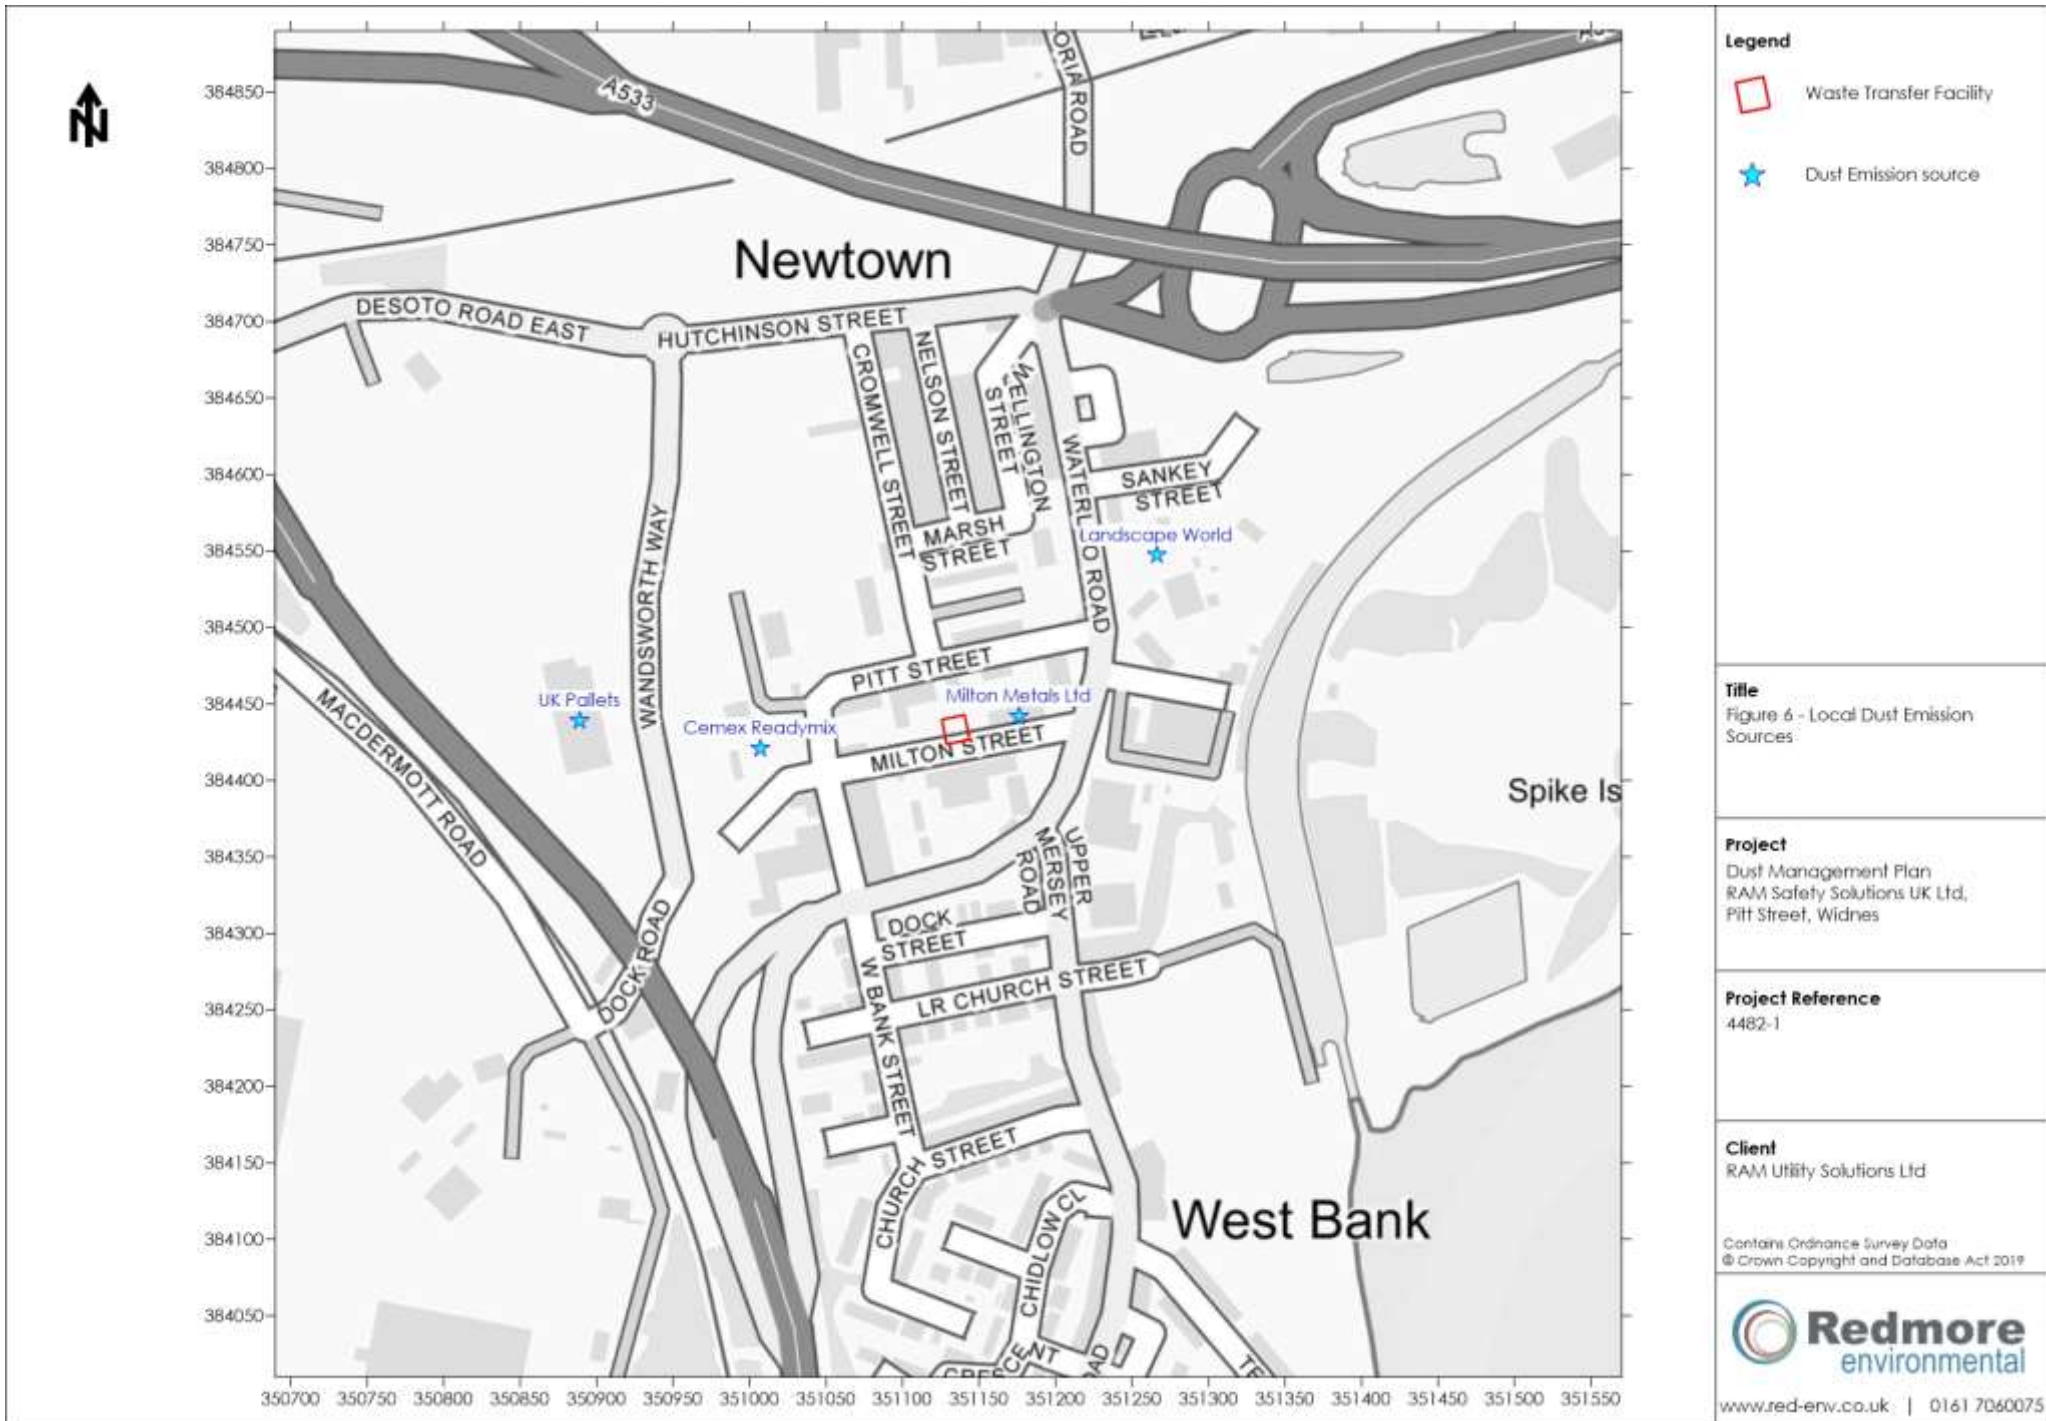 N
384850
384800
384750
384700
384650
384600
384550
384500
384450
384400
384350
384300
384250
384200
384150
384100
384050
350700
350750
350800
350850
350900
350950
351000
351050
351100
351150
351200
351250
351300
351350
351400
351450
351500
351550
A533
ORIA ROAD
Newtown
DESOTO ROAD EAST
HUTCHINSON STREET
CROMWELL STREET
NELSON STREET
WELLINGTON
STREET
WATERLOO ROAD
SANKEY
STREET
MARSH
STREET
Landscape World
WANDSWORTH WAY
PITT STREET
UK Pallets
Cemex Readymix
Milton Metals Ltd
MILTON STREET
MACDERMOTT ROAD
Spike Is
UPPER
MERSEY
ROAD
DOCK
STREET
DOCK ROAD
LR CHURCH STREET
W BANK STREET
CHURCH STREET
CHIDLOW CL
West Bank
CRESCENT
OAD
TE
Legend
Waste Transfer Facility
Dust Emission source
Title
Figure 6 - Local Dust Emission
Sources
Project
Dust Management Plan
RAM Safety Solutions UK Ltd,
Pitt Street, Widnes
Project Reference
4482-1
Client
RAM Utility Solutions Ltd
Contains Ordnance Survey Data
© Crown Copyright and Database Act 2019
Redmore
environmental
www.red-env.co.uk | 0161 7060075